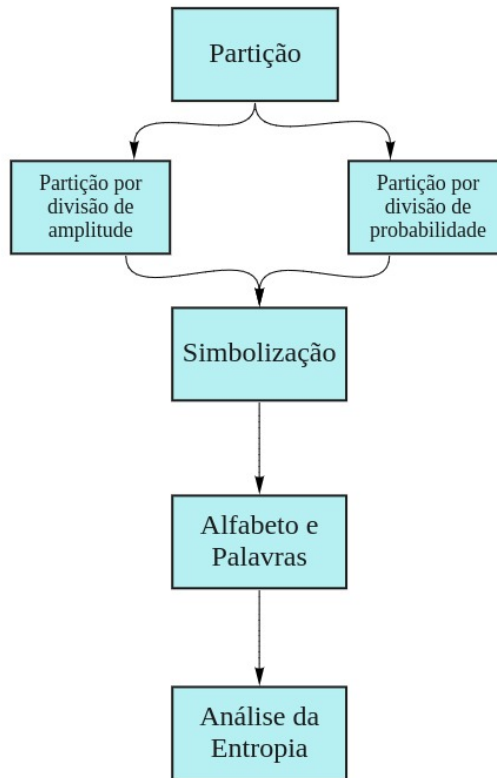 Partição
Partição por
divisão de
amplitude
Partição por
divisão de
probabilidade
Simbolização
Alfabeto e
Palavras
Análise da
Entropia